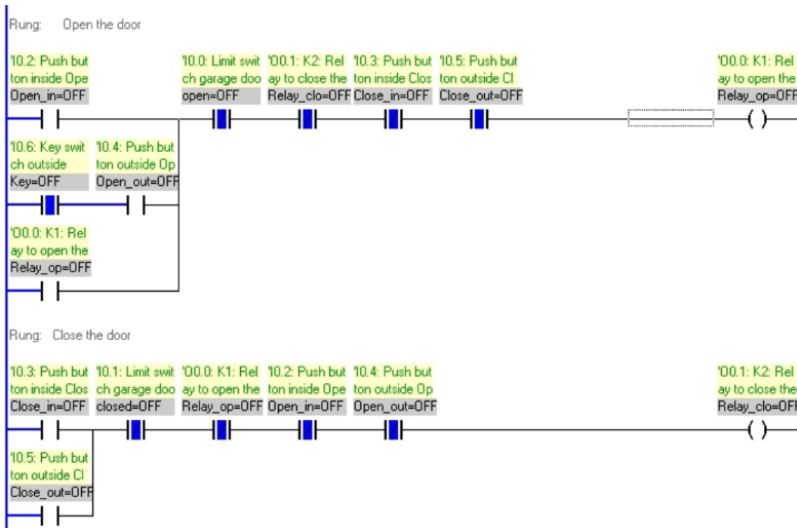 Rung: Open the door
'I0.2: Push but
ton inside Ope
Open_in=OFF
'I0.0: Limit swit
ch garage doo
open=OFF
'O0.1: K2: Rel
ay to close the
Relay_clo=OFF
'I0.3: Push but
ton inside Clos
Close_in=OFF
'I0.5: Push but
ton outside Cl
Close_out=OFF
'O0.0: K1: Rel
ay to open the
Relay_op=OFF
'I0.6: Key swit
ch outside
Key=OFF
'I0.4: Push but
ton outside Op
Open_out=OFF
'O0.0: K1: Rel
ay to open the
Relay_op=OFF
Rung: Close the door
'I0.3: Push but
ton inside Clos
Close_in=OFF
'I0.1: Limit swit
ch garage doo
closed=OFF
'O0.0: K1: Rel
ay to open the
Relay_op=OFF
'I0.2: Push but
ton inside Ope
Open_in=OFF
'I0.4: Push but
ton outside Op
Open_out=OFF
'O0.1: K2: Rel
ay to close the
Relay_clo=OFF
'I0.5: Push but
ton outside Cl
Close_out=OFF